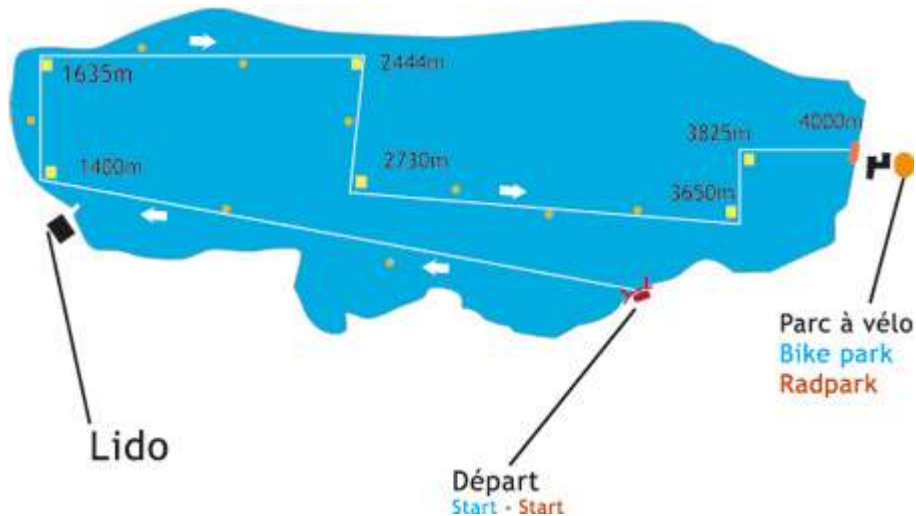 1635m
2444m
4000m
3825m
1400m
2730m
3650m
Parc à vélo
Bike park
Radpark
Lido
Départ
Start - Start